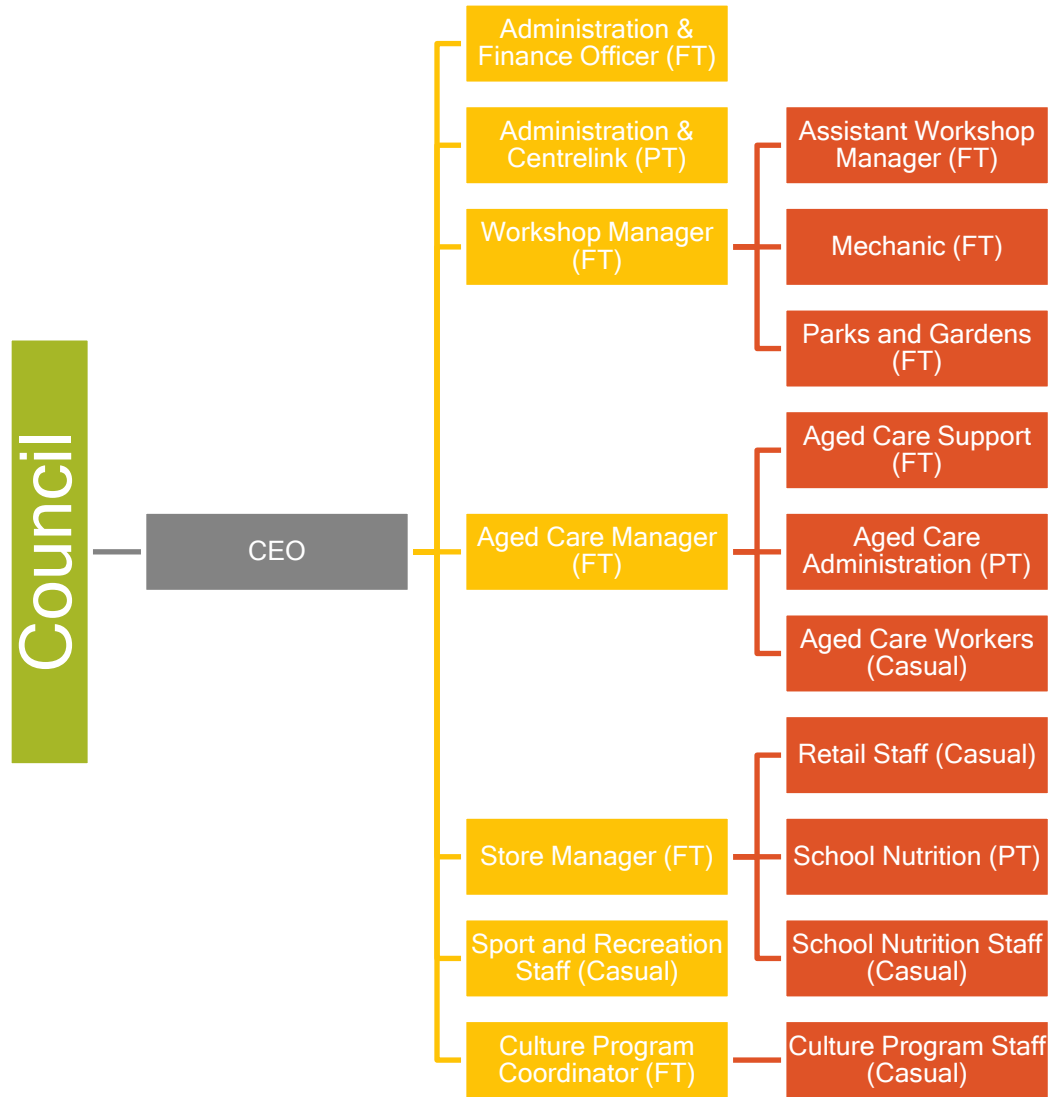 Council
CEO
Administration &
Finance Officer (FT)
Administration &
Centrelink (PT)
Workshop Manager
(FT)
Assistant Workshop
Manager (FT)
Mechanic (FT)
Parks and Gardens
(FT)
Aged Care Manager
(FT)
Aged Care Support
(FT)
Aged Care
Administration (PT)
Aged Care Workers
(Casual)
Store Manager (FT)
Retail Staff (Casual)
School Nutrition (PT)
School Nutrition Staff
(Casual)
Sport and Recreation
Staff (Casual)
Culture Program
Coordinator (FT)
Culture Program Staff
(Casual)